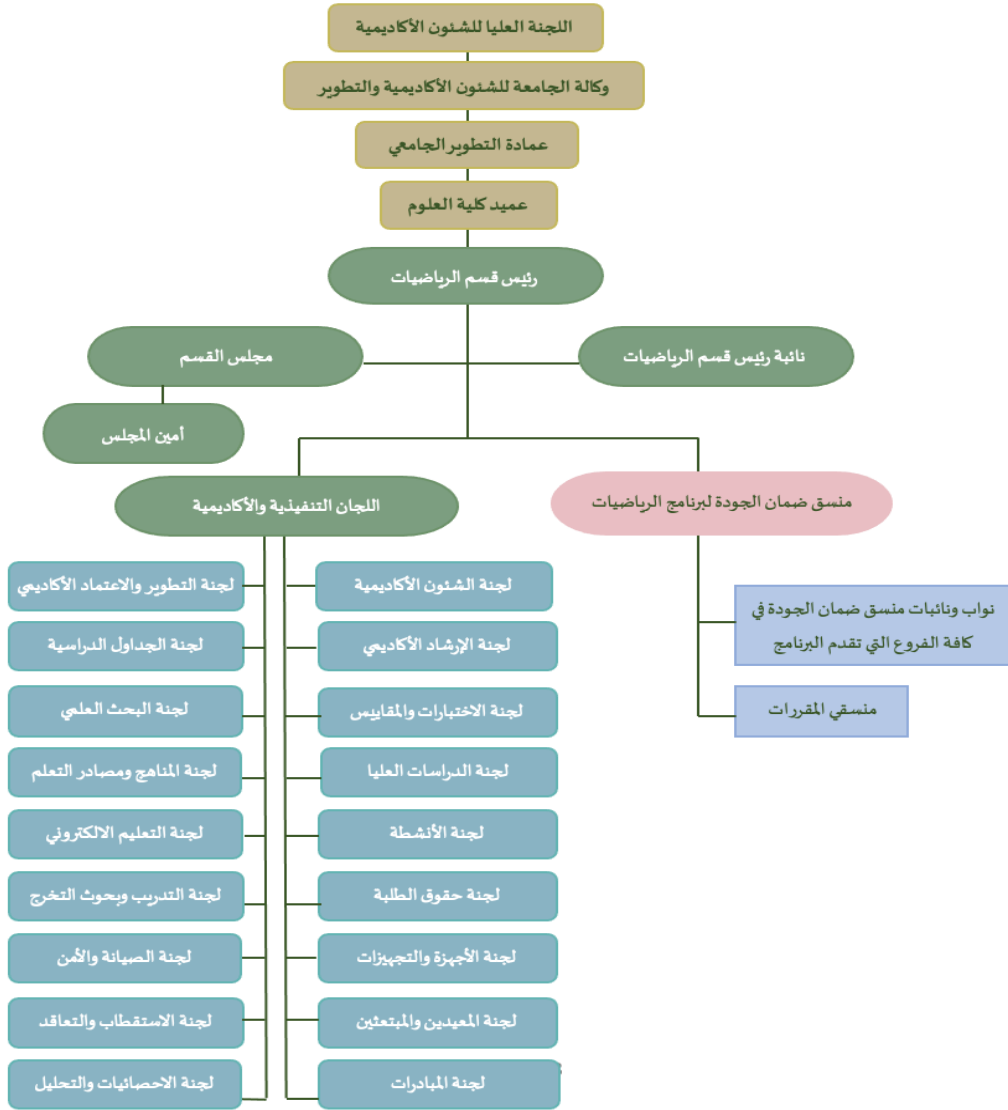 اللجنة العليا للشئون الأكاديمية
وكالة الجامعة للشئون الأكاديمية والتطوير
عمادة التطوير الجامعي
عميد كلية العلوم
رئيس قسم الرياضيات
نائبة رئيس قسم الرياضيات
مجلس القسم
أمين المجلس
منسق ضمان الجودة لبرنامج الرياضيات
اللجان التنفيذية والأكاديمية
نواب ونائبات منسق ضمان الجودة في
كافة الفروع التي تقدم البرنامج
منسقي المقررات
لجنة الشئون الأكاديمية
لجنة التطوير والاعتماد الأكاديمي
لجنة الإرشاد الأكاديمي
لجنة الجداول الدراسية
لجنة الاختبارات والمقاييس
لجنة البحث العلمي
لجنة الدراسات العليا
لجنة المناهج ومصادر التعلم
لجنة الأنشطة
لجنة التعليم الالكتروني
لجنة حقوق الطلبة
لجنة التدريب وبحوث التخرج
لجنة الأجهزة والتجهيزات
لجنة الصيانة والأمن
لجنة المعيدين والمبتعثين
لجنة الاستقطاب والتعاقد
لجنة المبادرات
لجنة الاحصائيات والتحليل